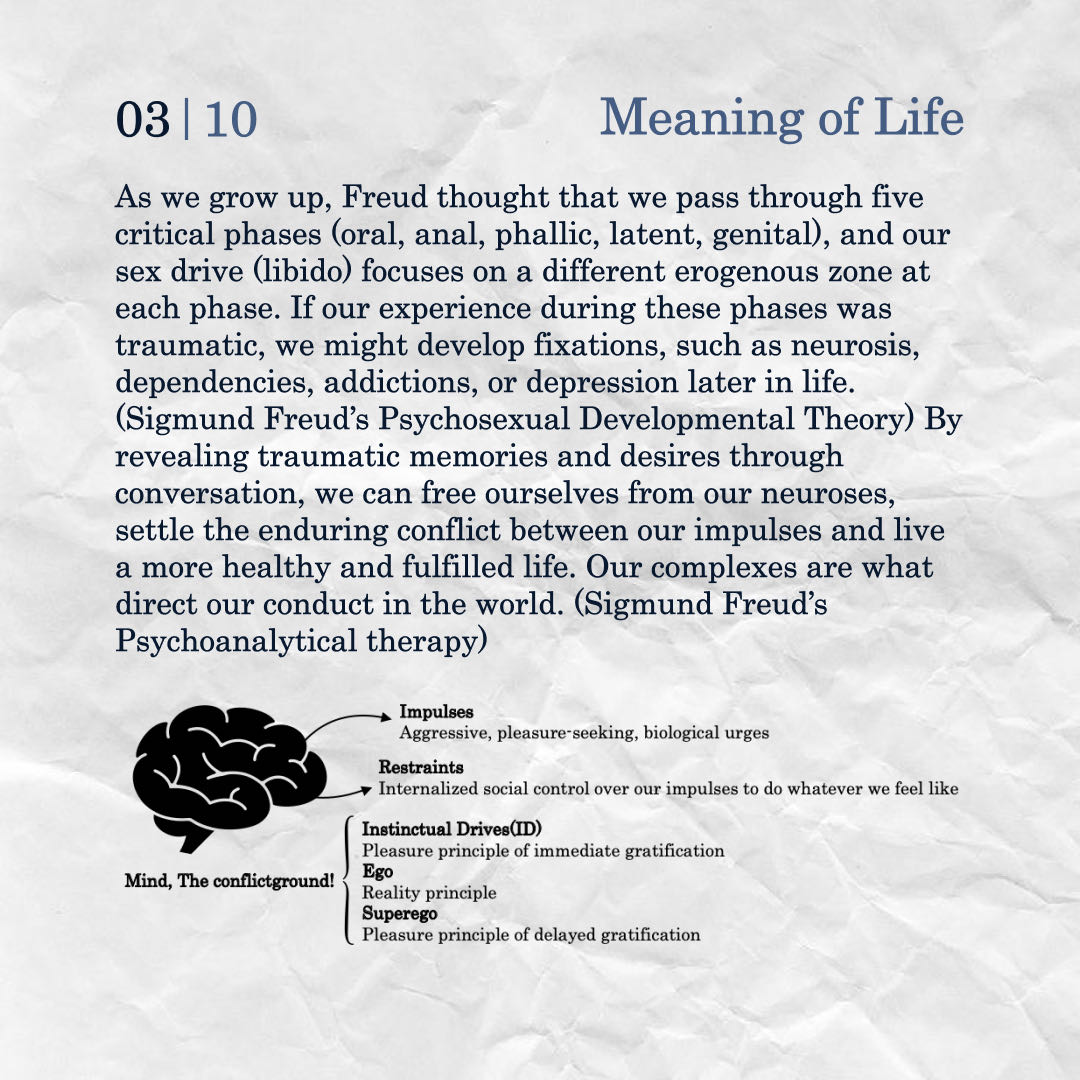 03 | 10
Meaning of Life
As we grow up, Freud thought that we pass through five
critical phases (oral, anal, phallic, latent, genital), and our
sex drive (libido) focuses on a different erogenous zone at
each phase. If our experience during these phases was
traumatic, we might develop fixations, such as neurosis,
dependencies, addictions, or depression later in life.
(Sigmund Freud’s Psychosexual Developmental Theory) By
revealing traumatic memories and desires through
conversation, we can free ourselves from our neuroses,
settle the enduring conflict between our impulses and live
a more healthy and fulfilled life. Our complexes are what
direct our conduct in the world. (Sigmund Freud’s
Psychoanalytical therapy)
Impulses
Aggressive, pleasure-seeking, biological urges
Restraints
Internalized social control over our impulses to do whatever we feel like
Mind, The conflictground!
Instinctual Drives(ID)
Pleasure principle of immediate gratification
Ego
Reality principle
Superego
Pleasure principle of delayed gratification